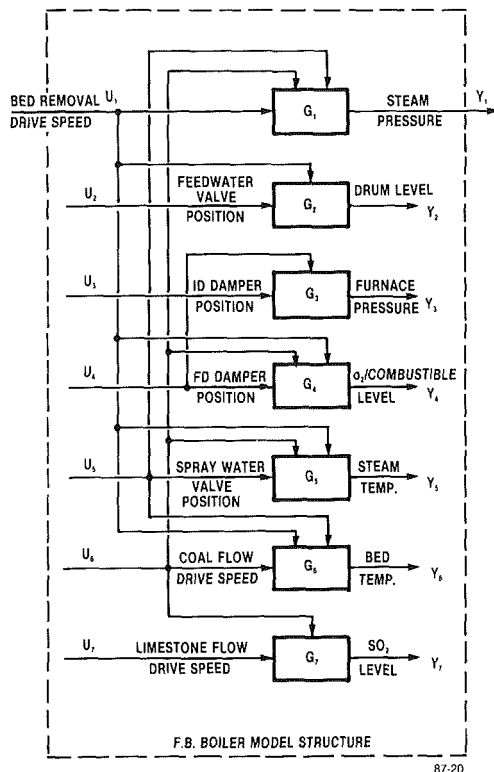 BED REMOVAL U₁
DRIVE SPEED
G₁
STEAM
PRESSURE
Y₁
U₂
FEEDWATER
VALVE
POSITION
G₂
DRUM LEVEL
Y₂
U₃
ID DAMPER
POSITION
G₃
FURNACE
PRESSURE
Y₃
U₄
FD DAMPER
POSITION
G₄
O₂/COMBUSTIBLE
LEVEL
Y₄
U₅
SPRAY WATER
VALVE
POSITION
G₅
STEAM
TEMP.
Y₅
U₆
COAL FLOW
DRIVE SPEED
G₆
BED
TEMP.
Y₆
U₇
LIMESTONE FLOW
DRIVE SPEED
G₇
SO₂
LEVEL
Y₇
F.B. BOILER MODEL STRUCTURE
87-20